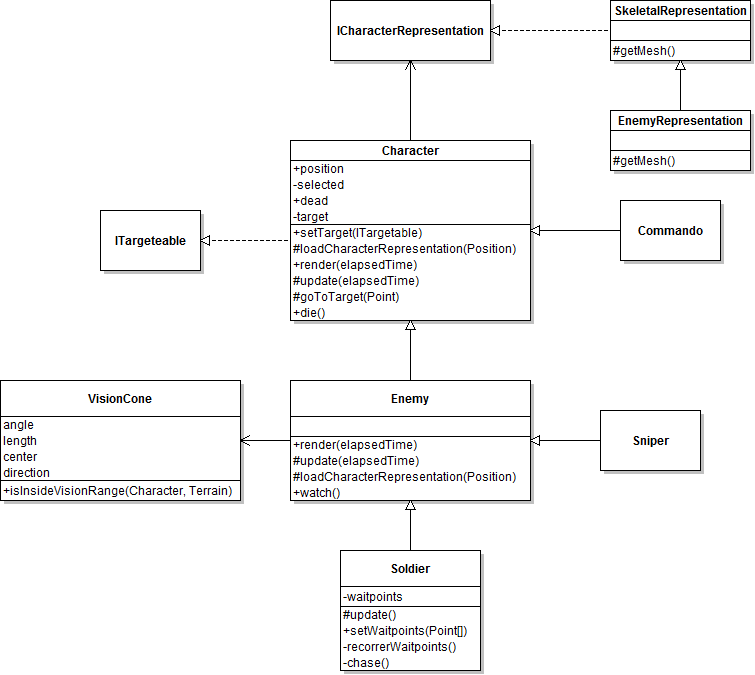 ICharacterRepresentation
SkeletalRepresentation
#getMesh()
EnemyRepresentation
#getMesh()
Character
+position
-selected
+dead
-target
+setTarget(ITargetable)
#loadCharacterRepresentation(Position)
+render(elapsedTime)
#update(elapsedTime)
#goToTarget(Point)
+die()
ITargeteable
Commando
VisionCone
angle
length
center
direction
+isInsideVisionRange(Character, Terrain)
Enemy
+render(elapsedTime)
#update(elapsedTime)
#loadCharacterRepresentation(Position)
+watch()
Sniper
Soldier
-waitpoints
#update()
+setWaitpoints(Point[])
-recorrerWaitpoints()
-chase()